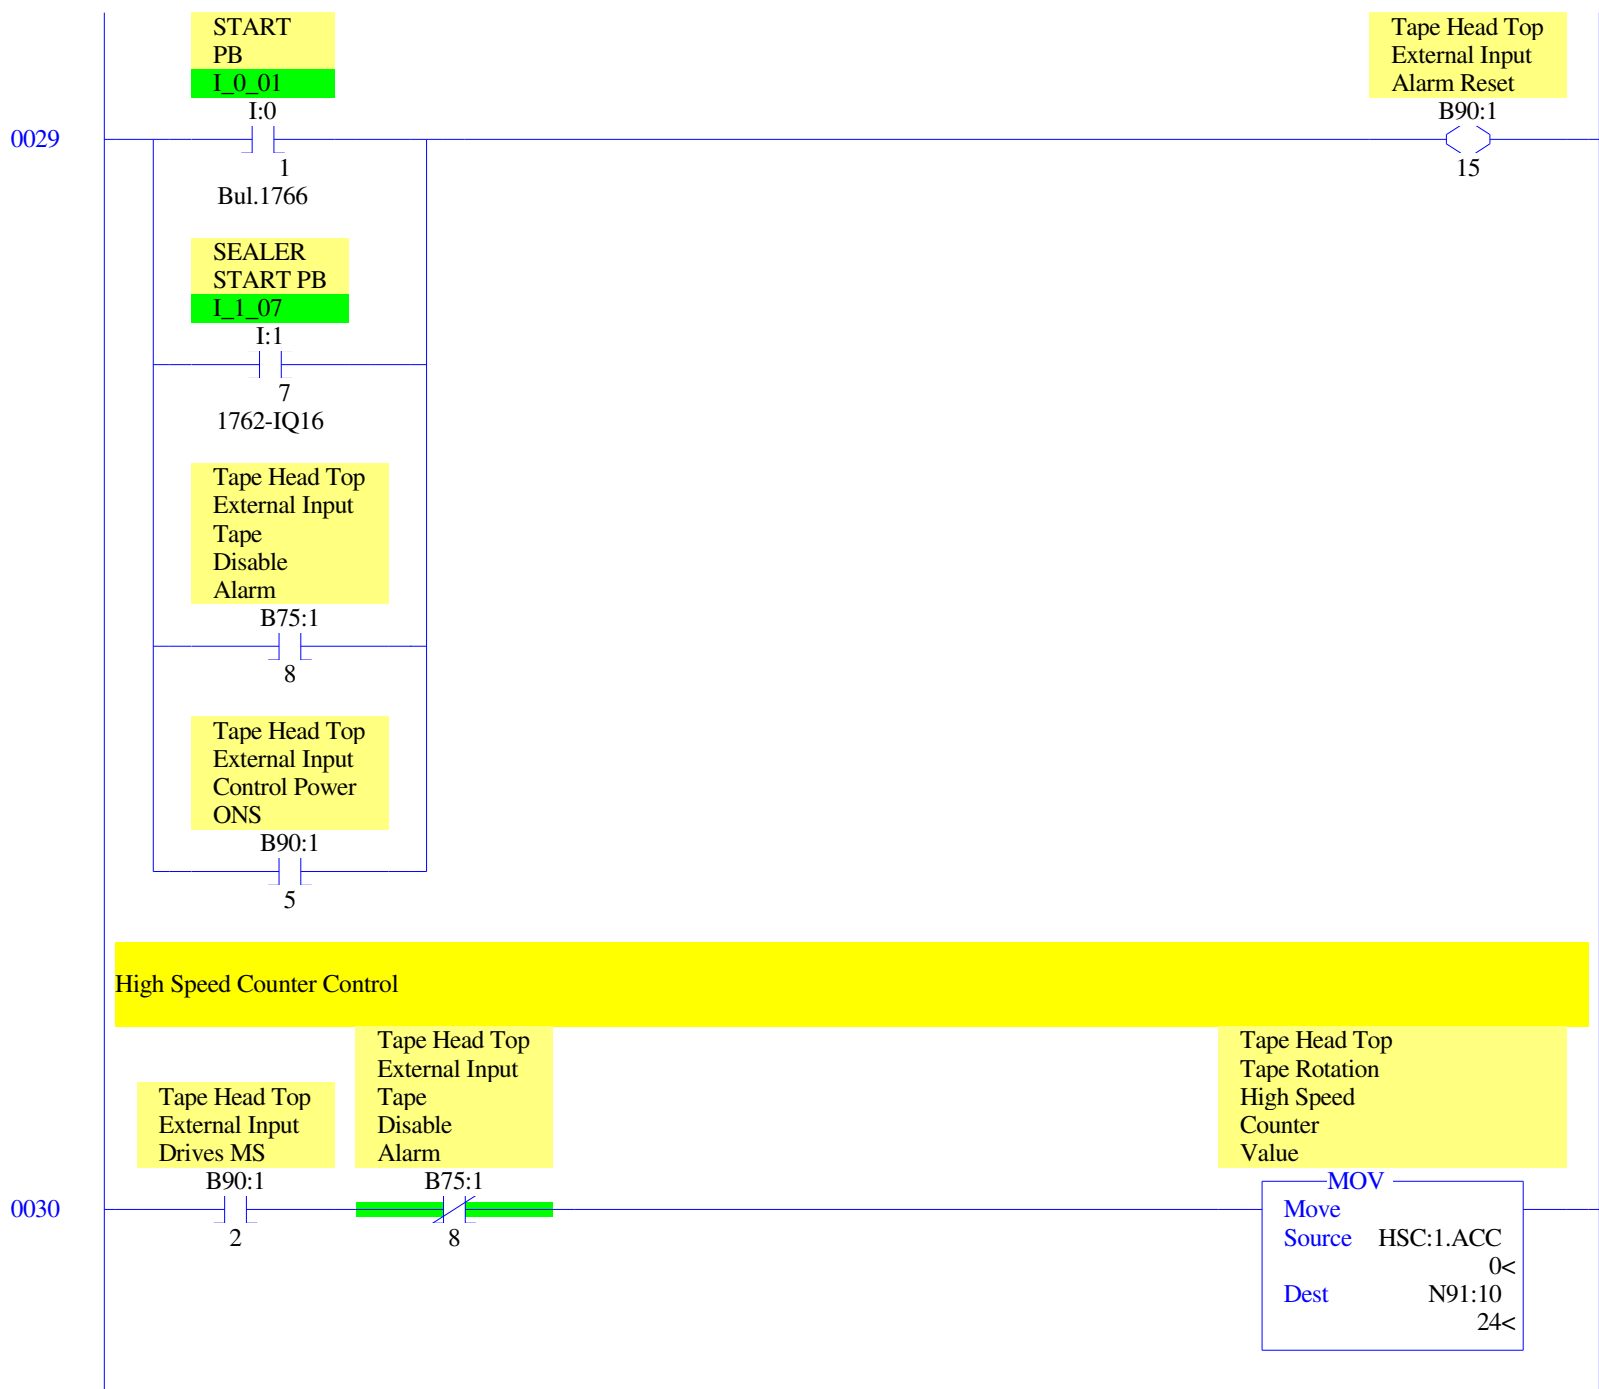 START
PB
I_0_01
I:0
1
Bul.1766
0029
Tape Head Top
External Input
Alarm Reset
B90:1
15
SEALER
START PB
I_1_07
I:1
7
1762-IQ16
Tape Head Top
External Input
Tape
Disable
Alarm
B75:1
8
Tape Head Top
External Input
Control Power
ONS
B90:1
5
High Speed Counter Control
0030
Tape Head Top
External Input
Drives MS
B90:1
2
Tape Head Top
External Input
Tape
Disable
Alarm
B75:1
8
Tape Head Top
Tape Rotation
High Speed
Counter
Value
MOV
Move
Source HSC:1.ACC
0<
Dest N91:10
24<